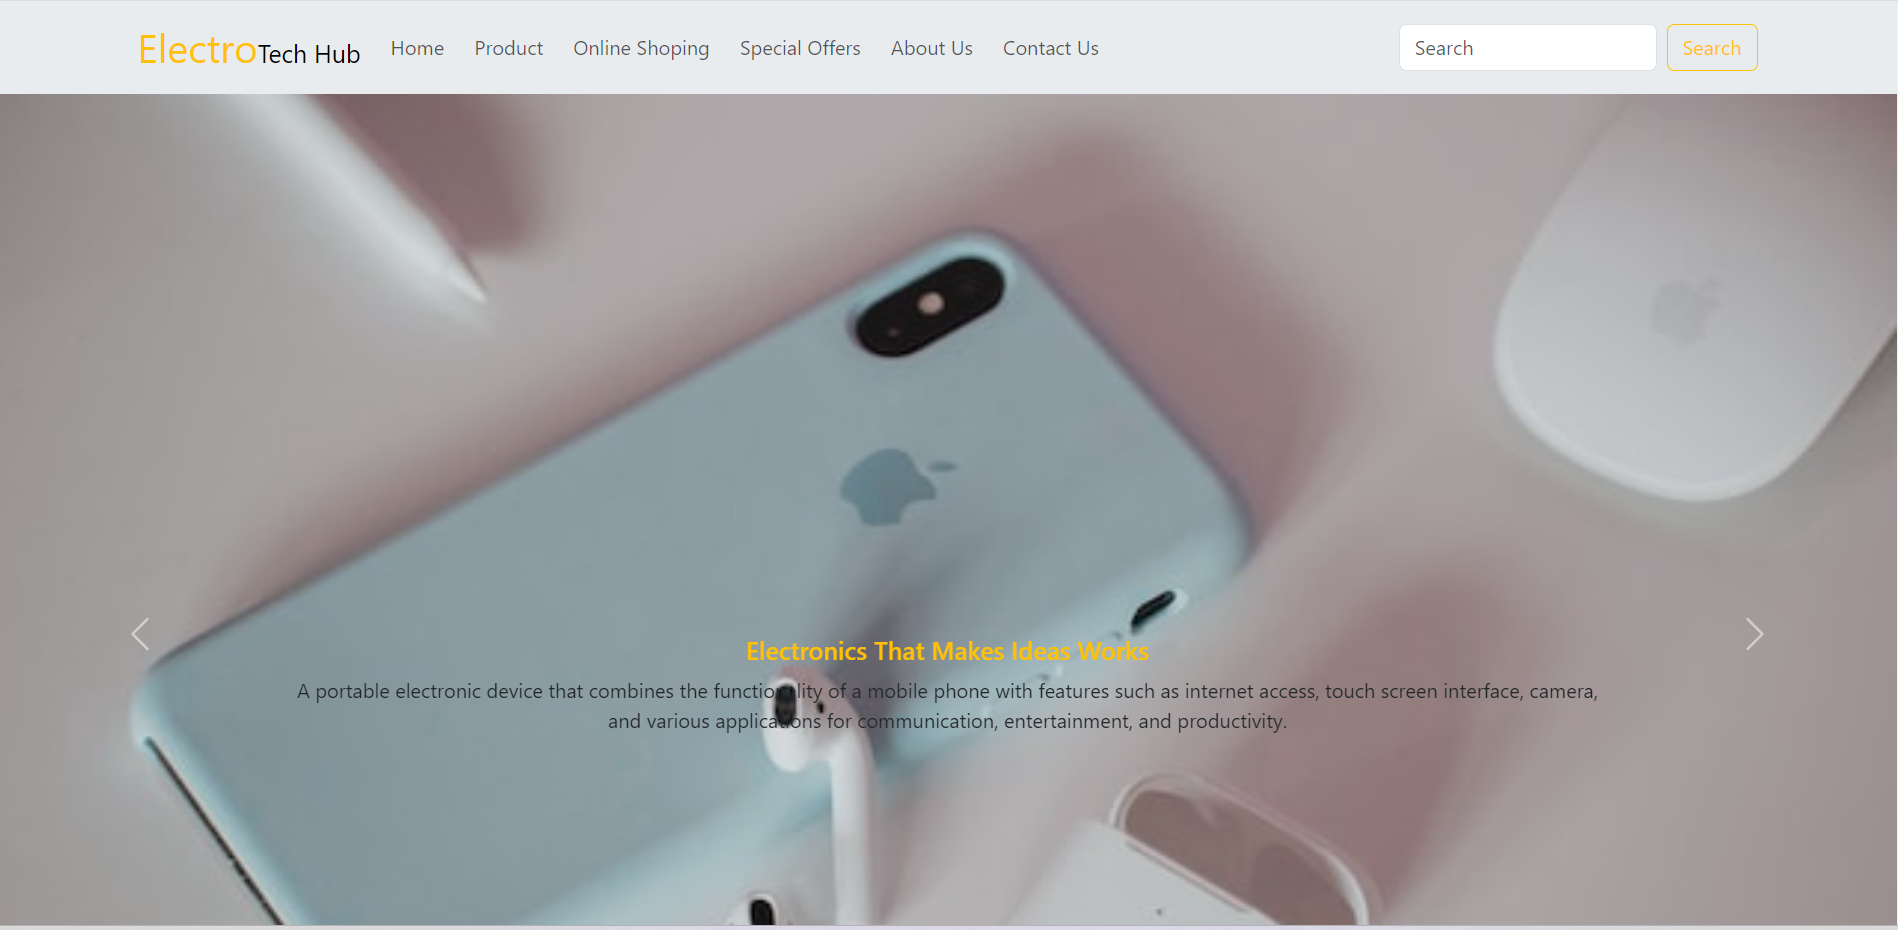 ElectroTech Hub Home Product Online Shoping Special Offers About Us Contact Us Search Search
Electronics That Makes Ideas Works
A portable electronic device that combines the functionality of a mobile phone with features such as internet access, touch screen interface, camera,
and various applications for communication, entertainment, and productivity.